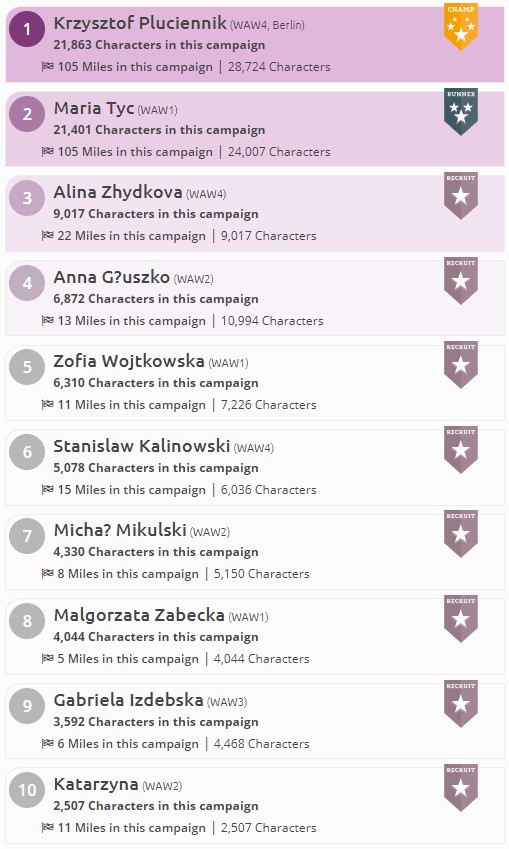 1 Krzysztof Pluciennik (WAW4, Berlin) CHAMP
21,863 Characters in this campaign
105 Miles in this campaign | 28,724 Characters
2 Maria Tyc (WAW1) RUNNER
21,401 Characters in this campaign
105 Miles in this campaign | 24,007 Characters
3 Alina Zhydkova (WAW4) RECRUIT
9,017 Characters in this campaign
22 Miles in this campaign | 9,017 Characters
4 Anna G?uszko (WAW2) RECRUIT
6,872 Characters in this campaign
13 Miles in this campaign | 10,994 Characters
5 Zofia Wojtkowska (WAW1) RECRUIT
6,310 Characters in this campaign
11 Miles in this campaign | 7,226 Characters
6 Stanislaw Kalinowski (WAW4) RECRUIT
5,078 Characters in this campaign
15 Miles in this campaign | 6,036 Characters
7 Micha? Mikulski (WAW2) RECRUIT
4,330 Characters in this campaign
8 Miles in this campaign | 5,150 Characters
8 Malgorzata Zabecka (WAW1) RECRUIT
4,044 Characters in this campaign
5 Miles in this campaign | 4,044 Characters
9 Gabriela Izdebska (WAW3) RECRUIT
3,592 Characters in this campaign
6 Miles in this campaign | 4,468 Characters
10 Katarzyna (WAW2) RECRUIT
2,507 Characters in this campaign
11 Miles in this campaign | 2,507 Characters